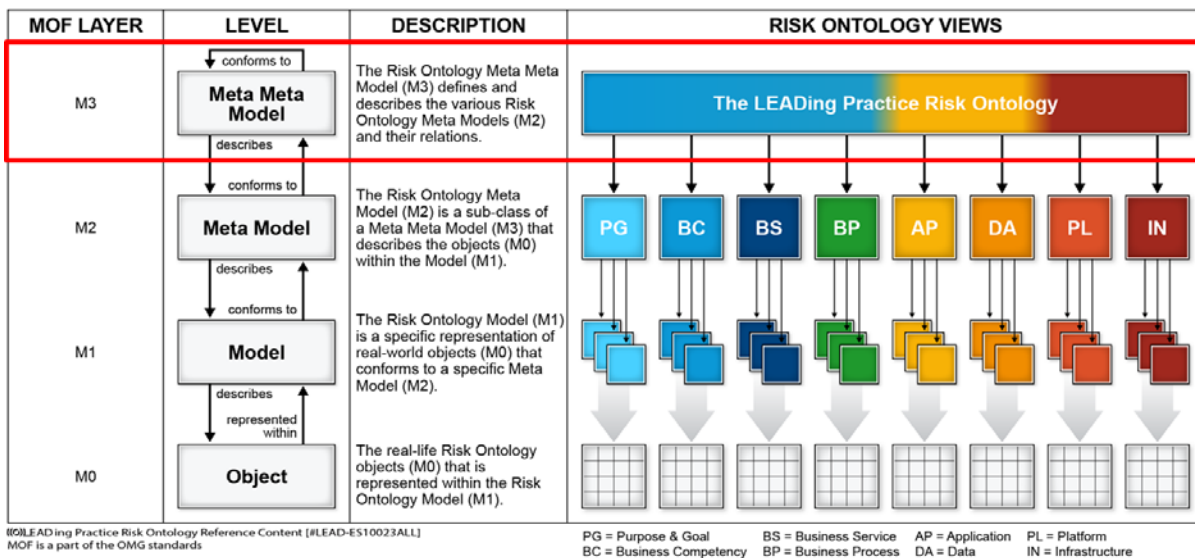 MOF LAYER LEVEL DESCRIPTION RISK ONTOLOGY VIEWS
M3
conforms to
Meta Meta
Model
describes
conforms to
The Risk Ontology Meta Meta
Model (M3) defines and
describes the various Risk
Ontology Meta Models (M2)
and their relations.
The LEADing Practice Risk Ontology
M2
Meta Model
describes
conforms to
The Risk Ontology Meta
Model (M2) is a sub-class of
a Meta Meta Model (M3) that
describes the objects (M0)
within the Model (M1).
PG BC BS BP AP DA PL IN
M1
Model
describes
represented
within
The Risk Ontology Model (M1)
is a specific representation of
real-world objects (M0) that
conforms to a specific Meta
Model (M2).
M0
Object
The real-life Risk Ontology
objects (M0) that is
represented within the Risk
Ontology Model (M1).
LEADing Practice Risk Ontology Reference Content [#LEAD-ES10023ALL]
MOF is a part of the OMG standards
PG = Purpose & Goal BS = Business Service AP = Application PL = Platform
BC = Business Competency BP = Business Process DA = Data IN = Infrastructure